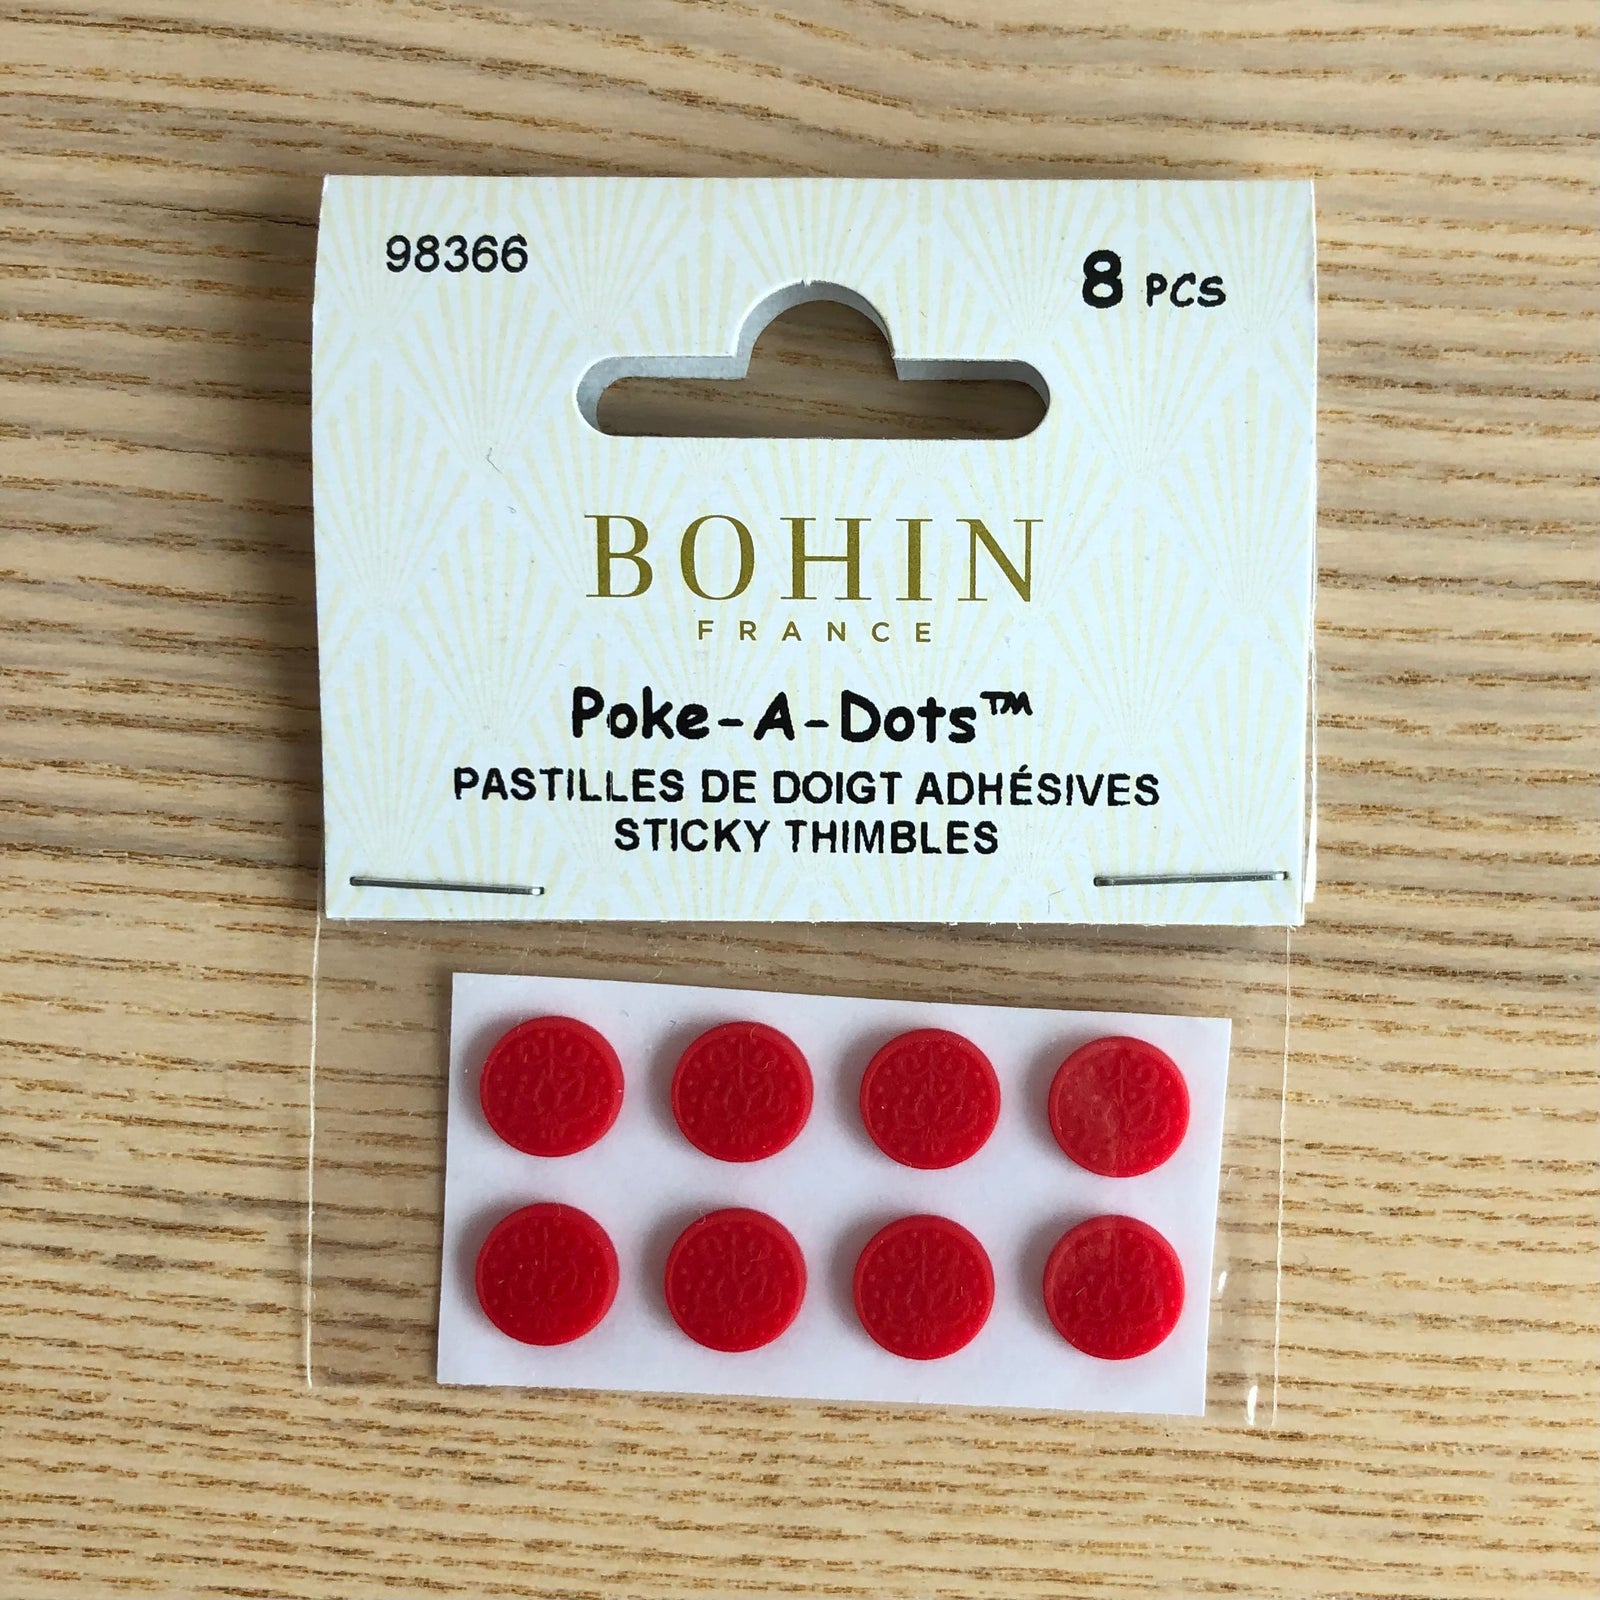 98366
8 PCS
BOHIN
FRANCE
Poke-A-Dots™
PASTILLES DE DOIGT ADHÉSIVES
STICKY THIMBLES